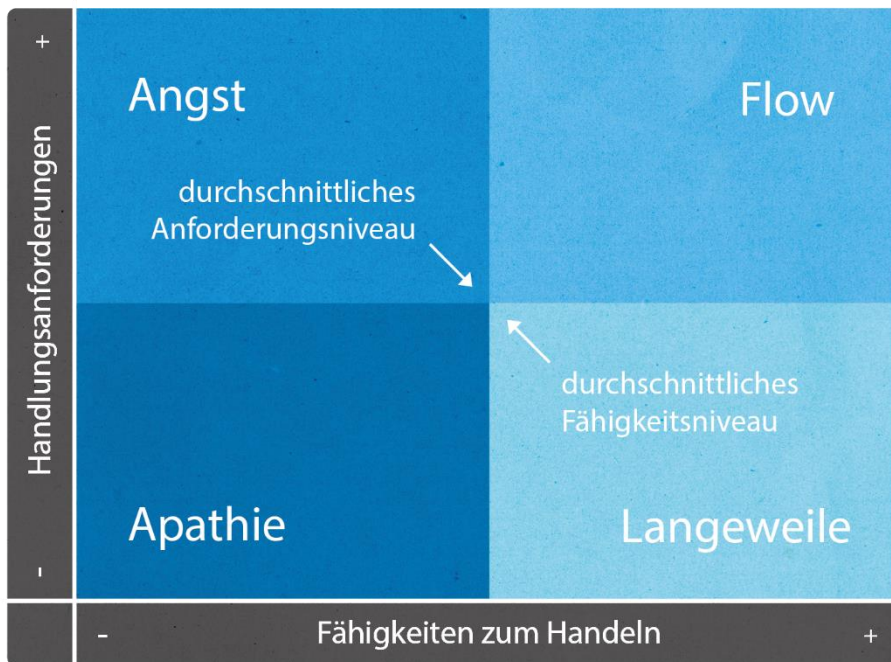 +
Handlungsanforderungen
-
Angst
Flow
durchschnittliches
Anforderungsniveau
durchschnittliches
Fähigkeitsniveau
Apathie
Langeweile
-
Fähigkeiten zum Handeln
+